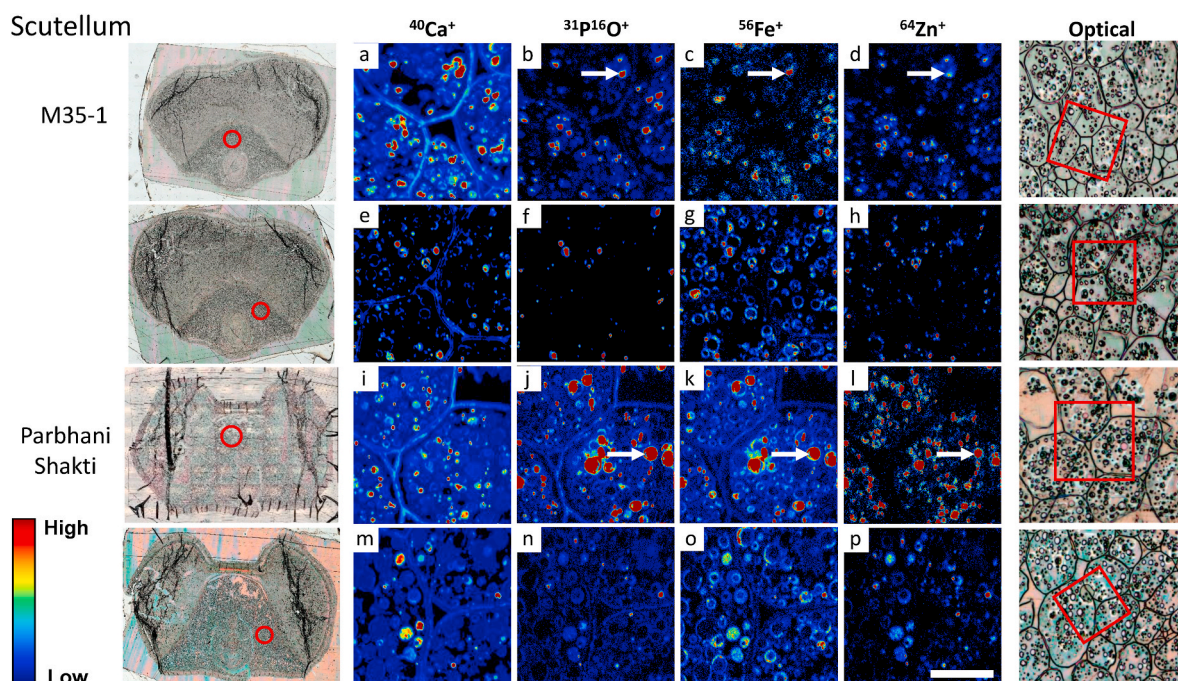 Scutellum
⁴⁰Ca⁺ ³¹P¹⁶O⁺ ⁵⁶Fe⁺ ⁶⁴Zn⁺ Optical
M35-1
a b c d
e f g h
Parbhani
Shakti
i j k l
High
m n o p
Low